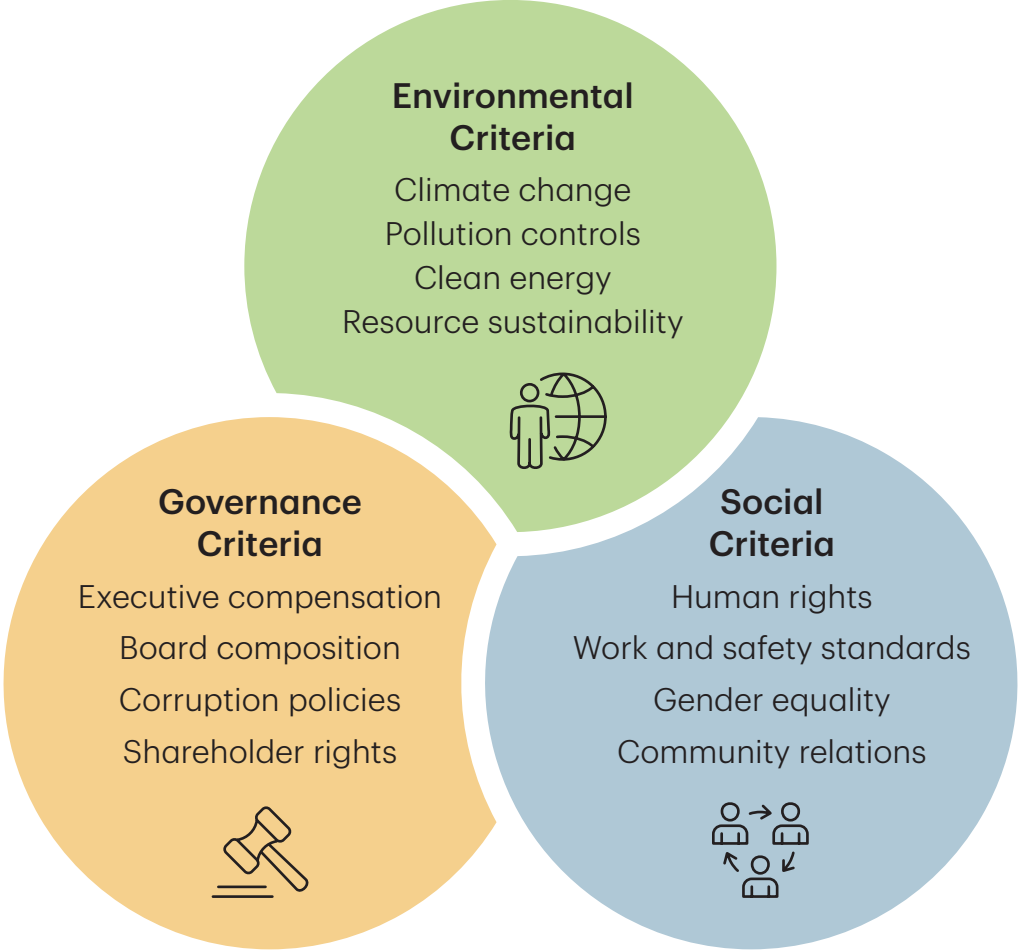 Environmental
Criteria
Climate change
Pollution controls
Clean energy
Resource sustainability
Governance
Criteria
Executive compensation
Board composition
Corruption policies
Shareholder rights
Social
Criteria
Human rights
Work and safety standards
Gender equality
Community relations